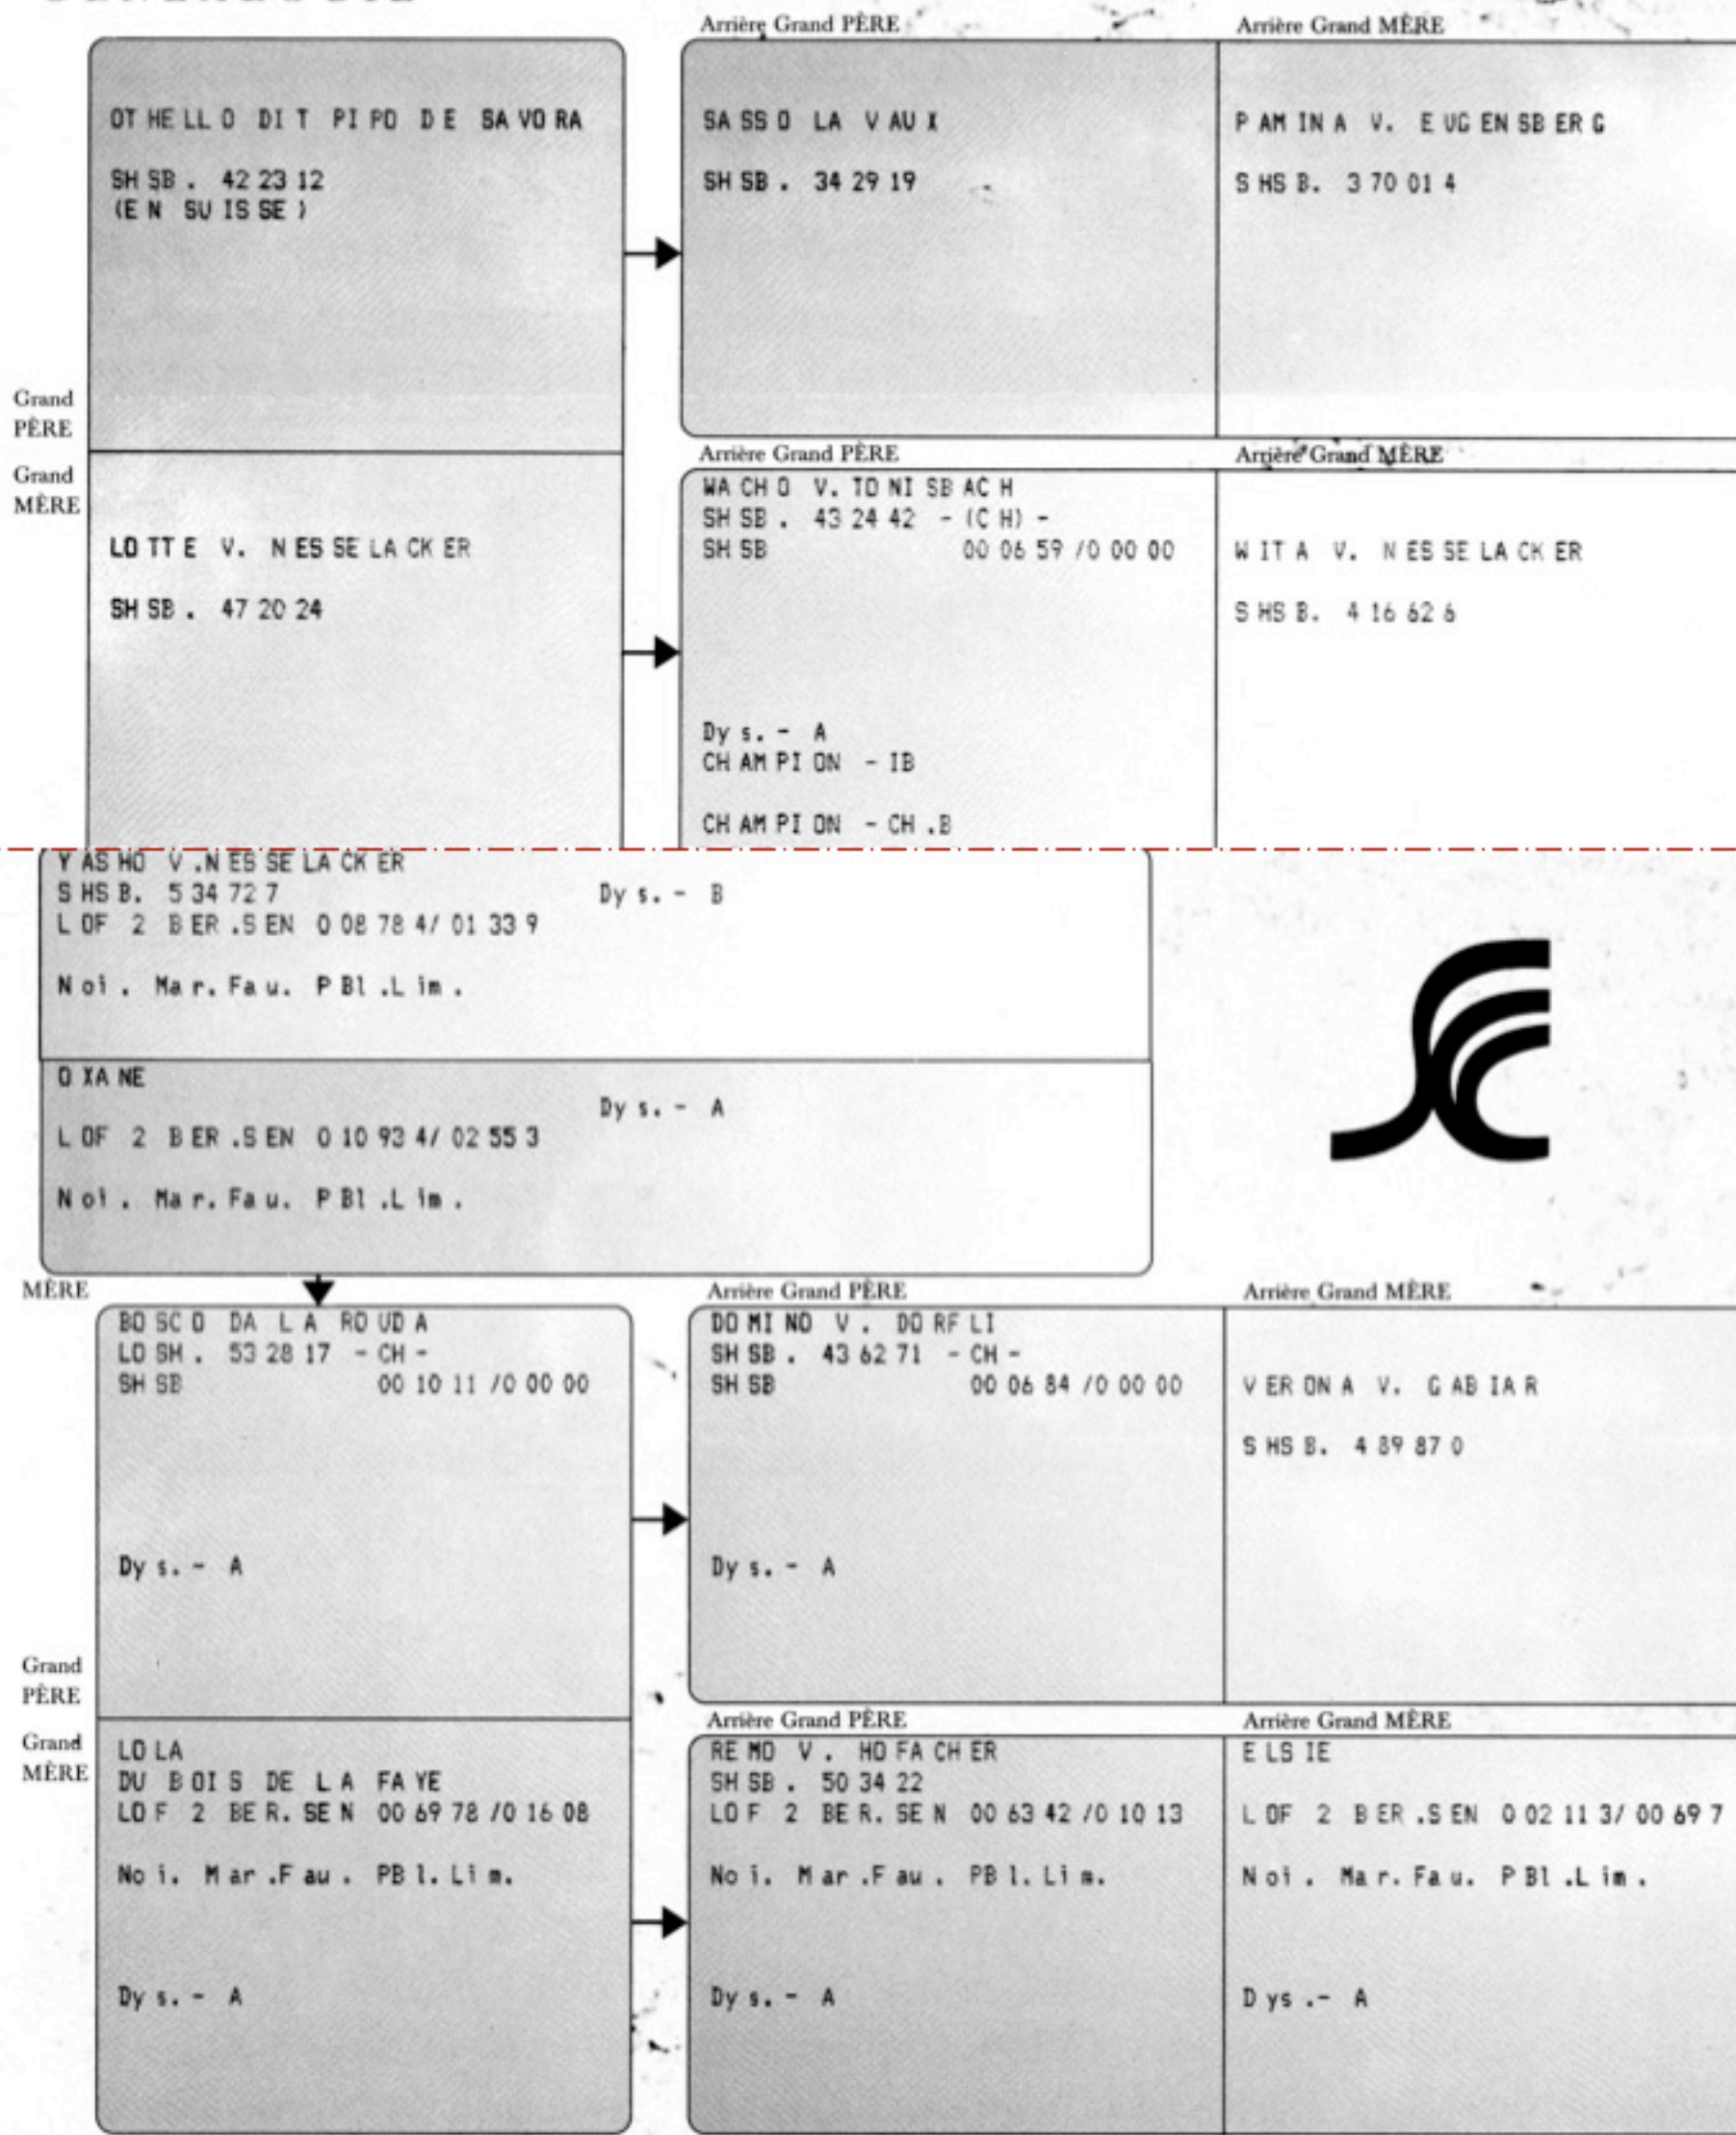 Arrière Grand PÈRE
Arrière Grand MÈRE
OTHELLO DIT PIPO DE SAVORA
SHSB. 422312
(EN SUISSE)
SASSO LA VAUX
SHSB. 342919
PAMINA V. EUGENSBERG
SHSB. 370014
Grand
PÈRE
Grand
MÈRE
LOTTE V. NESSELACKER
SHSB. 472024
Arrière Grand PÈRE
Arrière Grand MÈRE
WACHO V.TONISBACH
SHSB. 432442 -(CH)-
SHSB 000659/00000
Dys.- A
CHAMPION -IB
CHAMPION -CH.B
WITA V. NESSELACKER
SHSB. 416626
YASHO V.NESSELACKER
SHSB. 534727 Dys.- B
LOF 2 BER.SEN 008784/01339
Noi. Mar.Fau. PBl.Lim.
OXANE
Dys.- A
LOF 2 BER.SEN 010934/02553
Noi. Mar.Fau. PBl.Lim.
MÈRE
Arrière Grand PÈRE
Arrière Grand MÈRE
BOSCO DA LA ROUDA
LOSH. 532817 -CH-
SHSB 001011/00000
Dys.- A
DOMINO V. DORFLI
SHSB. 436271 -CH-
SHSB 000684/00000
Dys.- A
VERONA V. GABIAR
SHSB. 489870
Grand
PÈRE
Grand
MÈRE
LOLA
DU BOIS DE LA FAYE
LOF 2 BER.SEN 006978/01608
Noi. Mar.Fau. PBl.Lim.
Dys.- A
Arrière Grand PÈRE
Arrière Grand MÈRE
REMO V. HOFACHER
SHSB. 503422
LOF 2 BER.SEN 006342/01013
Noi. Mar.Fau. PBl.Lim.
Dys.- A
ELSIE
LOF 2 BER.SEN 002113/00697
Noi. Mar.Fau. PBl.Lim.
Dys.- A